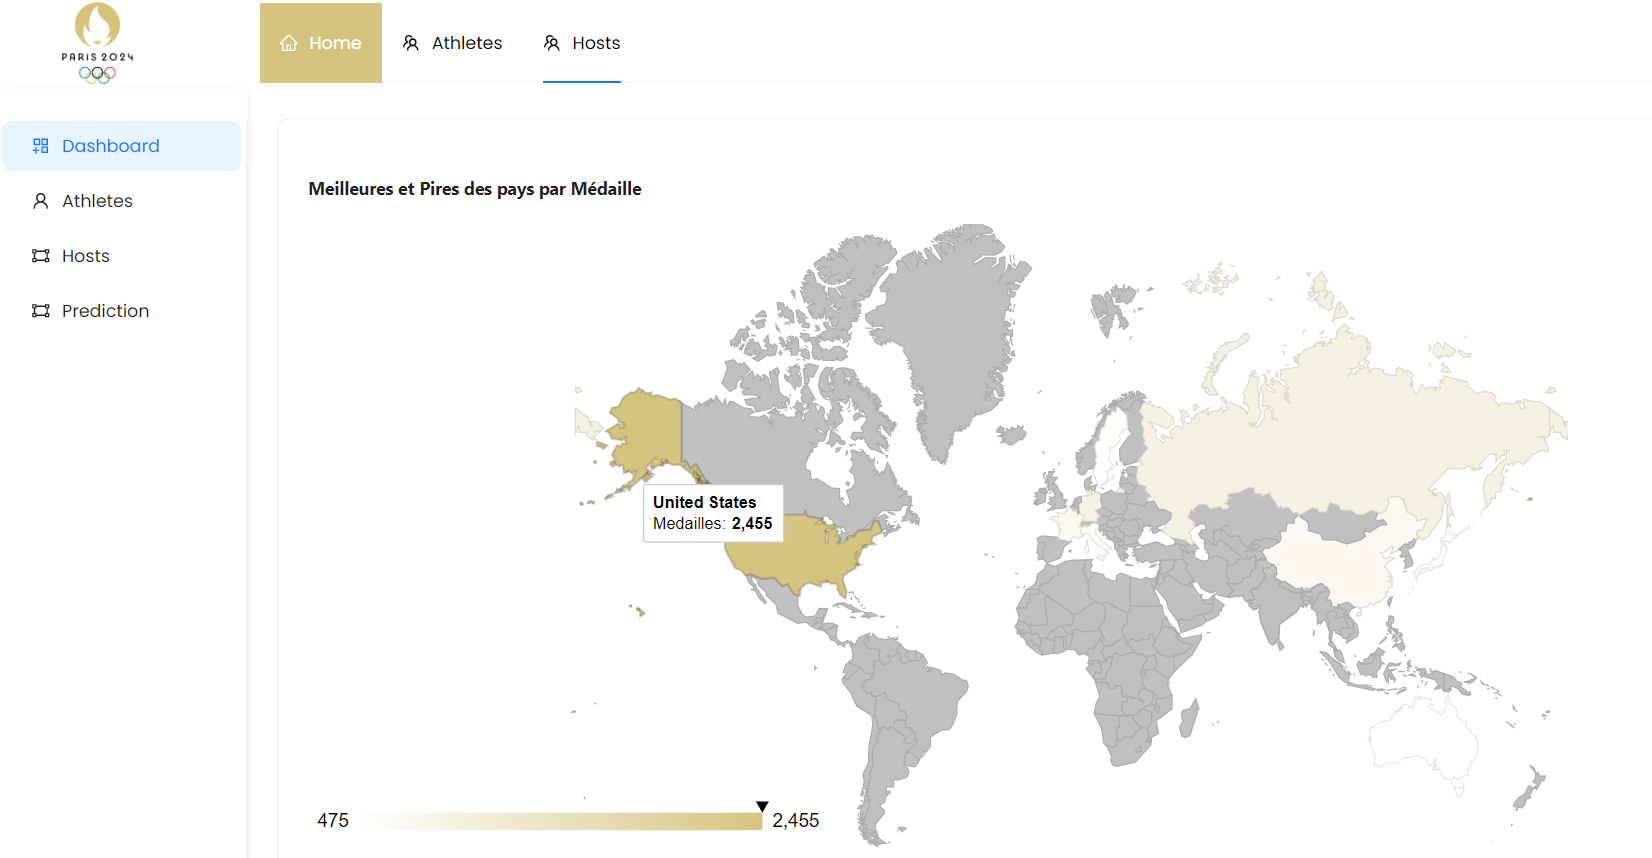 PARIS 2024
Home
Athletes
Hosts
Dashboard
Athletes
Hosts
Prediction
Meilleures et Pires des pays par Médaille
United States
Medailles: 2,455
475
2,455